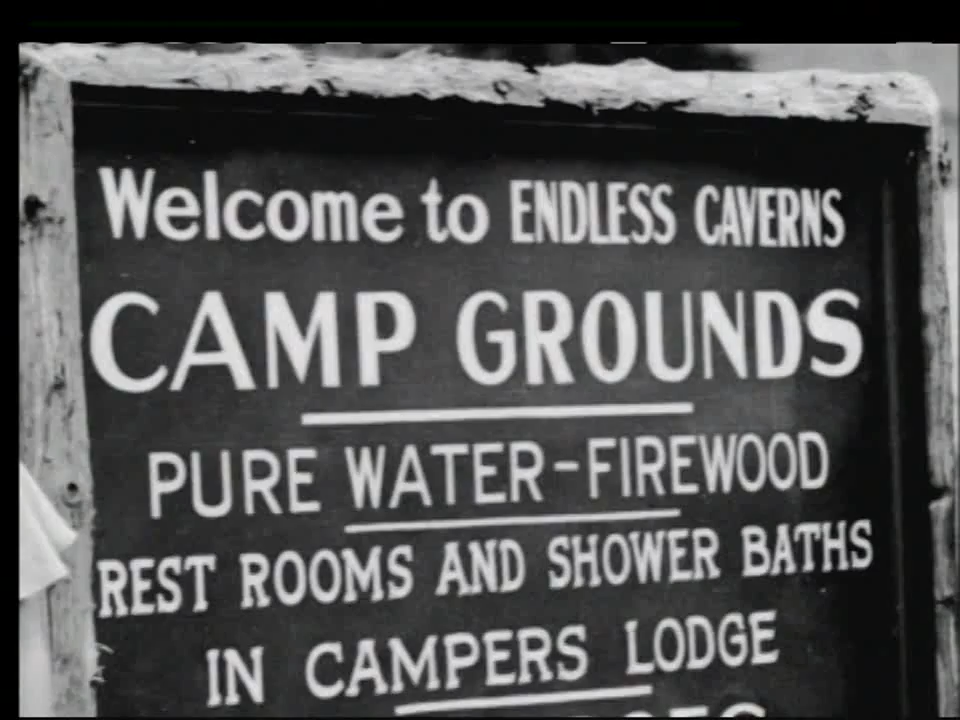 Welcome to ENDLESS CAVERNS
CAMP GROUNDS
PURE WATER-FIREWOOD
REST ROOMS AND SHOWER BATHS
IN CAMPERS LODGE